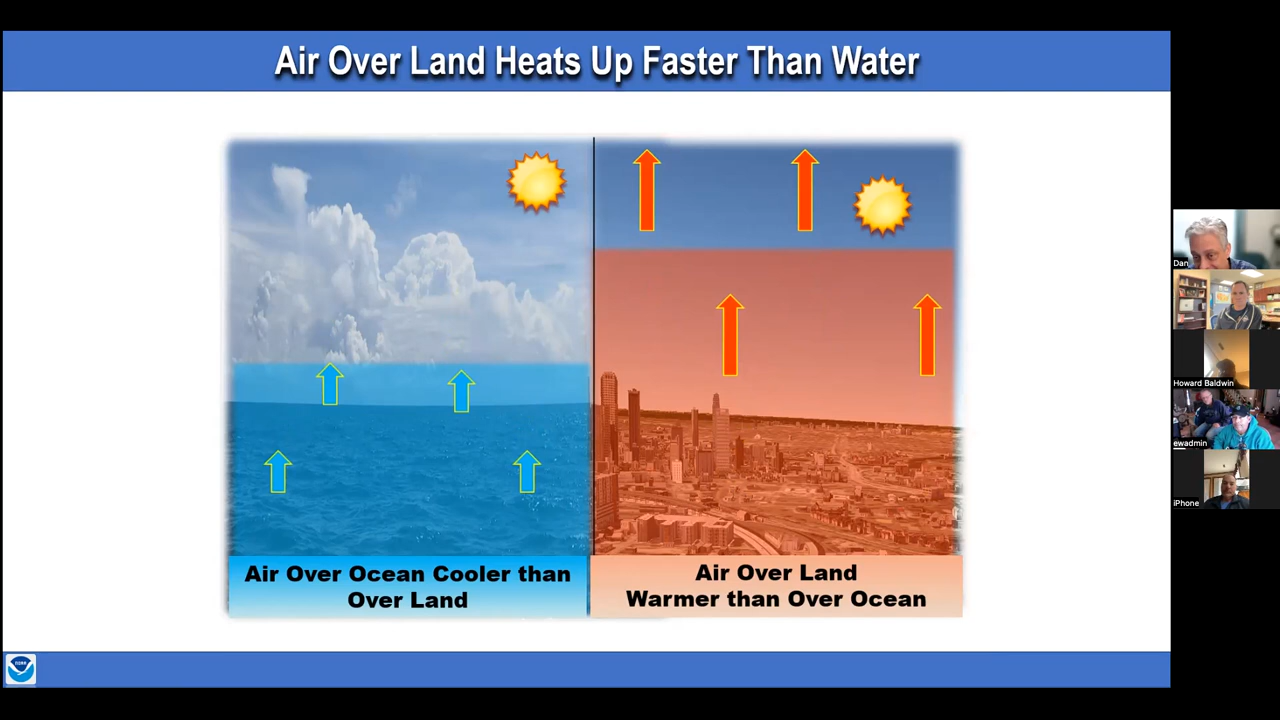 Air Over Land Heats Up Faster Than Water
Air Over Ocean Cooler than
Over Land
Air Over Land
Warmer than Over Ocean
Dan
Howard Baldwin
ewadmin
iPhone